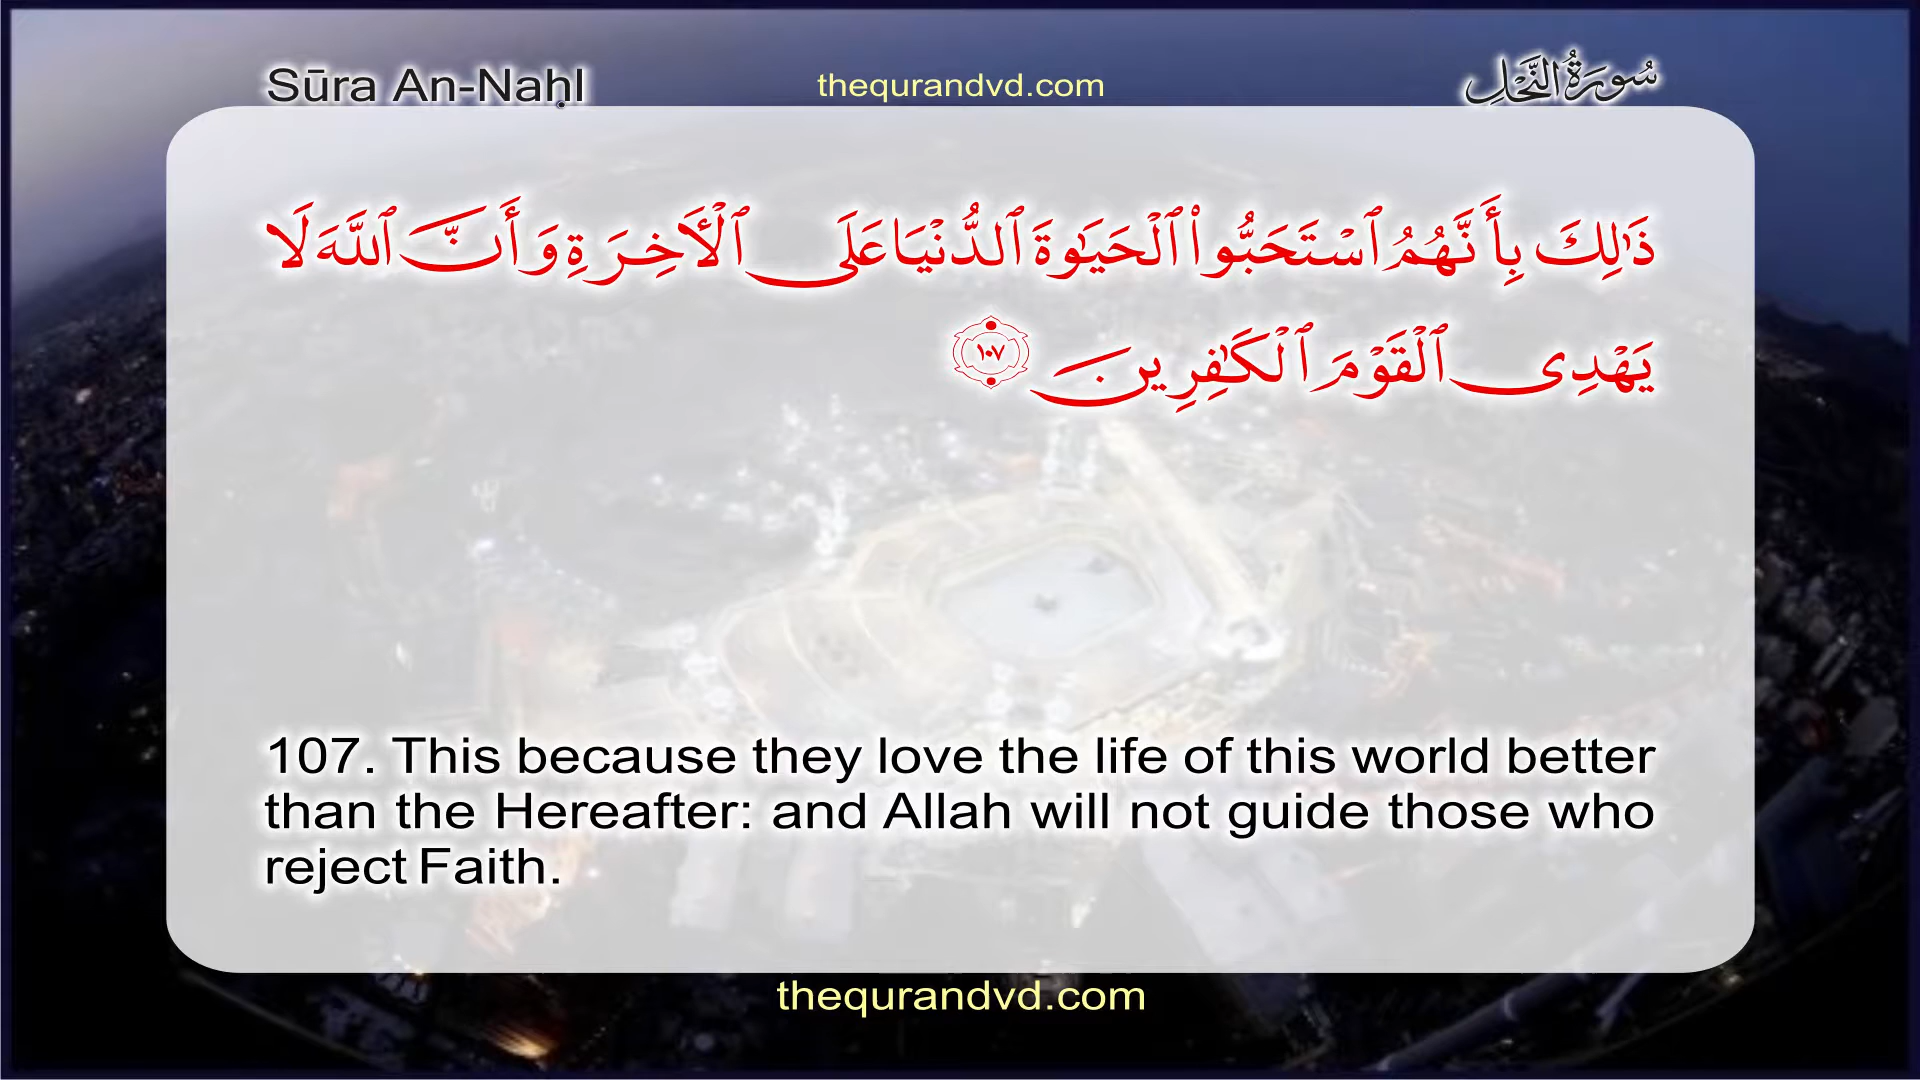 Sūra An-Naḥl
thequrandvd.com
سُورَةُ النَّحْلِ
ذَٰلِكَ بِأَنَّهُمُ ٱسْتَحَبُّوا۟ ٱلْحَيَوٰةَ ٱلدُّنْيَا عَلَى ٱلْـَٔاخِرَةِ وَأَنَّ ٱللَّهَ لَا
يَهْدِى ٱلْقَوْمَ ٱلْكَـٰفِرِينَ ١٠٧
107. This because they love the life of this world better
than the Hereafter: and Allah will not guide those who
reject Faith.
thequrandvd.com